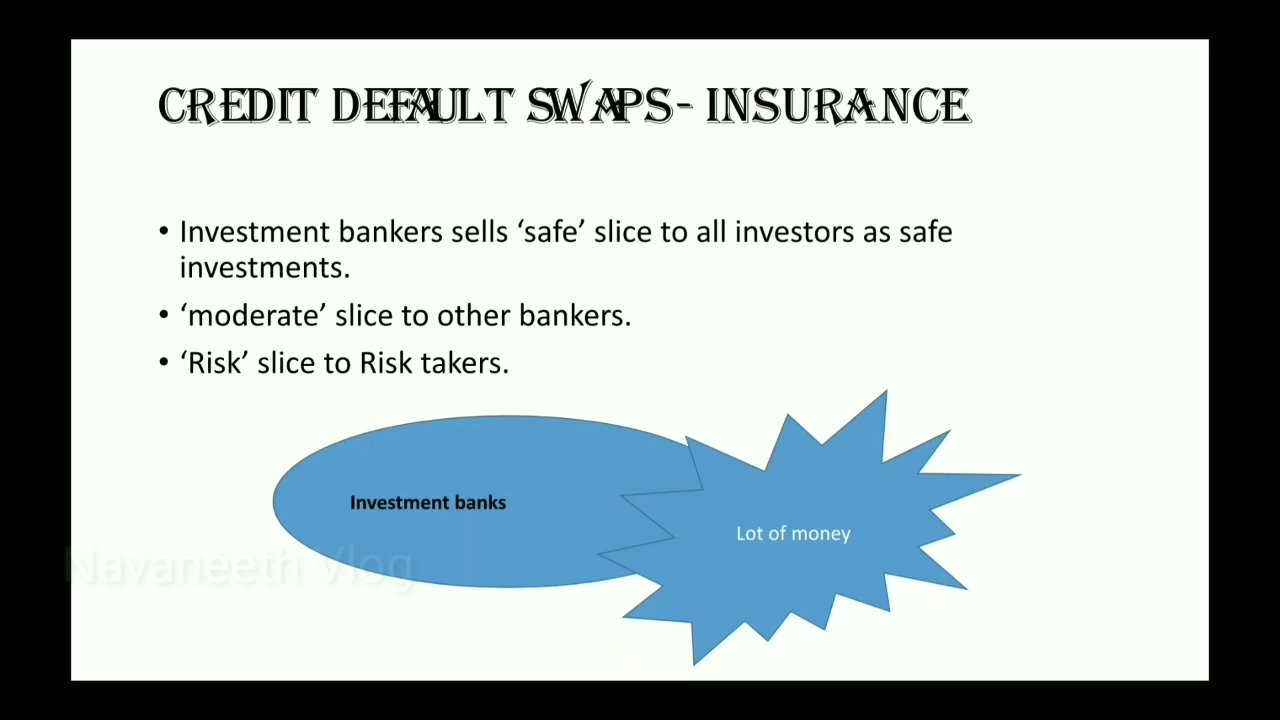 CREDIT DEFAULT SWAPS- INSURANCE
• Investment bankers sells ‘safe’ slice to all investors as safe
investments.
• ‘moderate’ slice to other bankers.
• ‘Risk’ slice to Risk takers.
Investment banks
Lot of money
Navaneeth Vlog